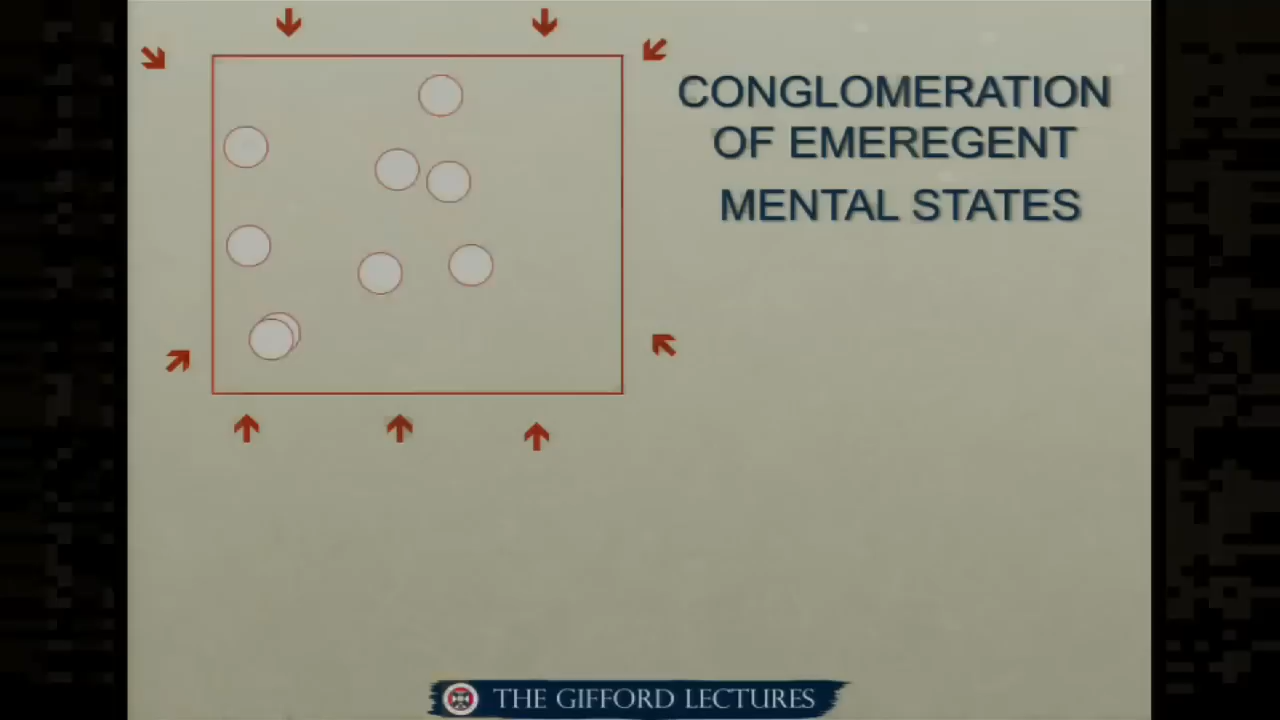 CONGLOMERATION
OF EMEREGENT
MENTAL STATES
THE GIFFORD LECTURES